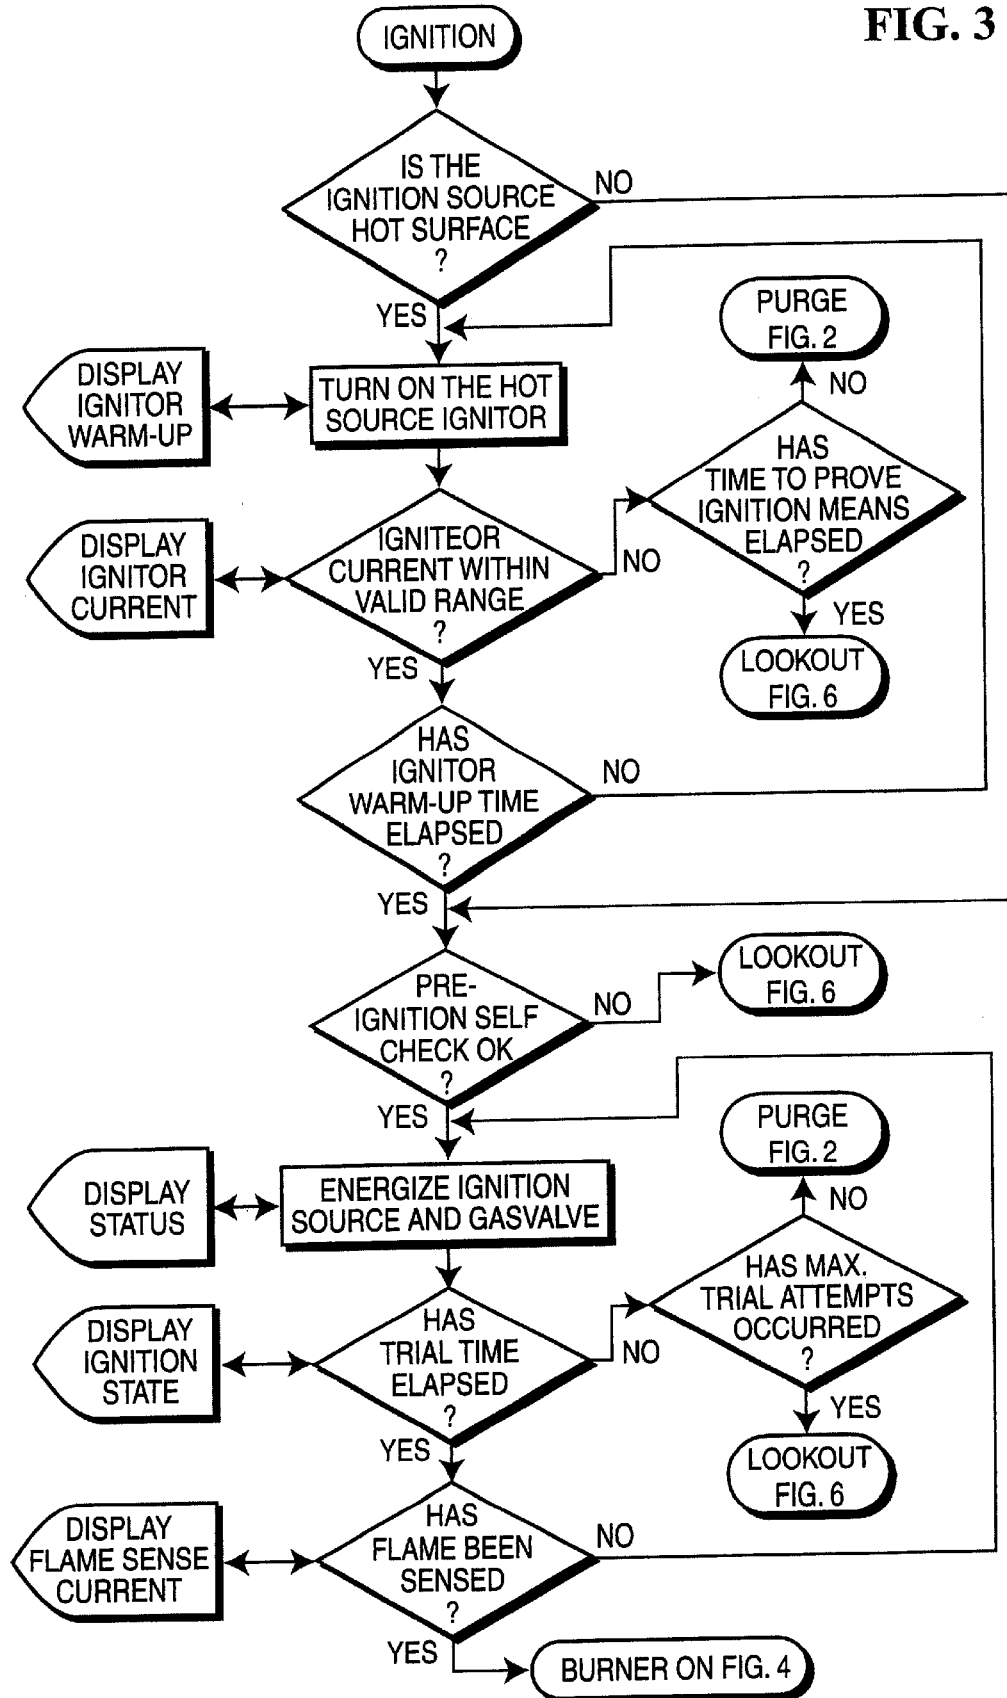 FIG. 3
IGNITION
IS THE
IGNITION SOURCE
HOT SURFACE
?
NO
YES
PURGE
FIG. 2
DISPLAY
IGNITOR
WARM-UP
TURN ON THE HOT
SOURCE IGNITOR
NO
HAS
TIME TO PROVE
IGNITION MEANS
ELAPSED
?
DISPLAY
IGNITOR
CURRENT
IGNITEOR
CURRENT WITHIN
VALID RANGE
?
NO
YES
YES
LOOKOUT
FIG. 6
HAS
IGNITOR
WARM-UP TIME
ELAPSED
?
NO
YES
PRE-
IGNITION SELF
CHECK OK
?
NO
LOOKOUT
FIG. 6
YES
PURGE
FIG. 2
DISPLAY
STATUS
ENERGIZE IGNITION
SOURCE AND GASVALVE
NO
HAS MAX.
TRIAL ATTEMPTS
OCCURRED
?
DISPLAY
IGNITION
STATE
HAS
TRIAL TIME
ELAPSED
?
NO
YES
YES
LOOKOUT
FIG. 6
DISPLAY
FLAME SENSE
CURRENT
HAS
FLAME BEEN
SENSED
?
NO
YES
BURNER ON FIG. 4